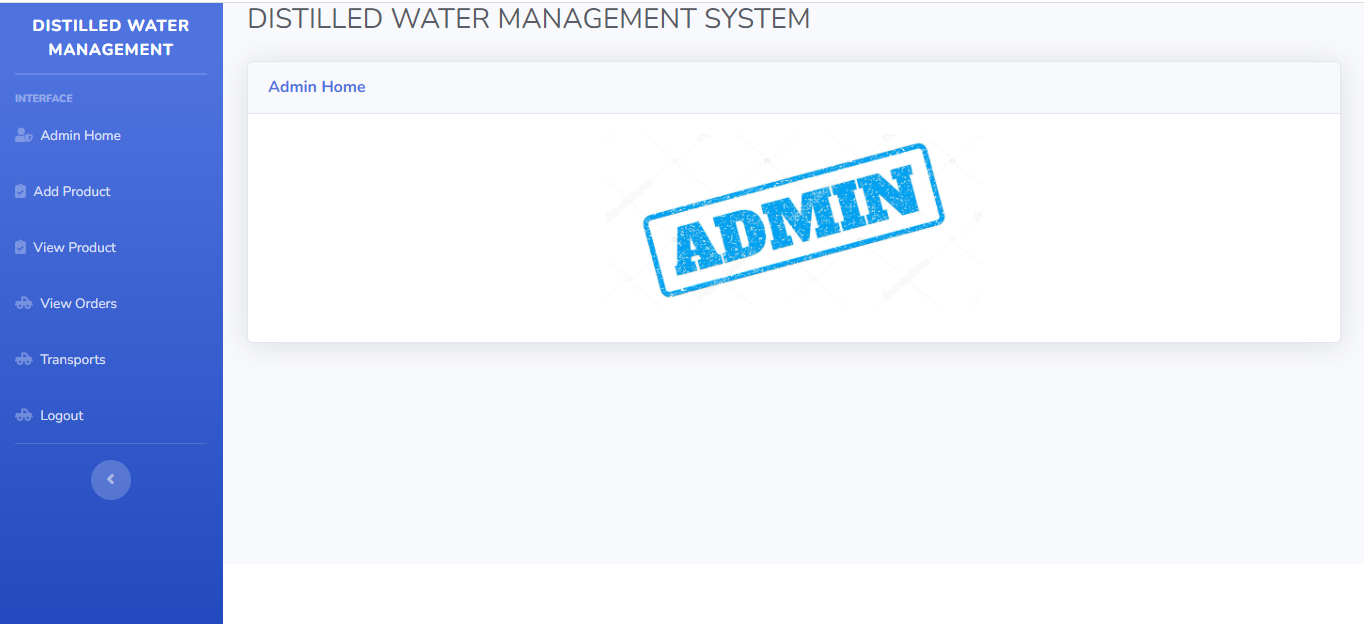 DISTILLED WATER
MANAGEMENT
INTERFACE
Admin Home
Add Product
View Product
View Orders
Transports
Logout
DISTILLED WATER MANAGEMENT SYSTEM
Admin Home
ADMIN